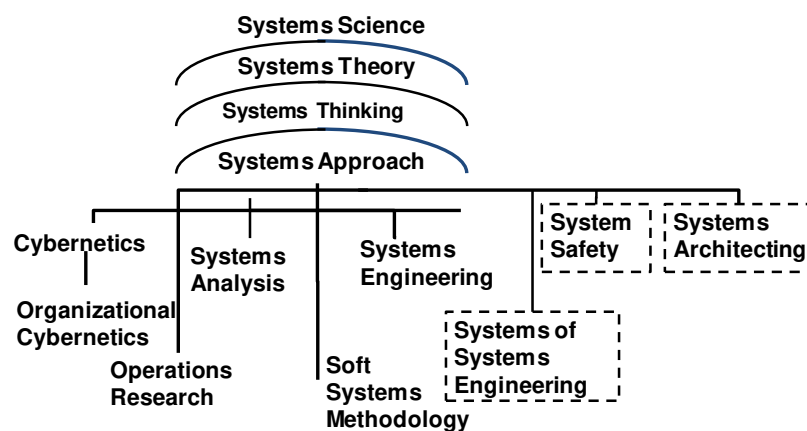 Systems Science
Systems Theory
Systems Thinking
Systems Approach
Cybernetics
Organizational
Cybernetics
Operations
Research
Systems
Analysis
Soft
Systems
Methodology
Systems
Engineering
Systems of
Systems
Engineering
System
Safety
Systems
Architecting